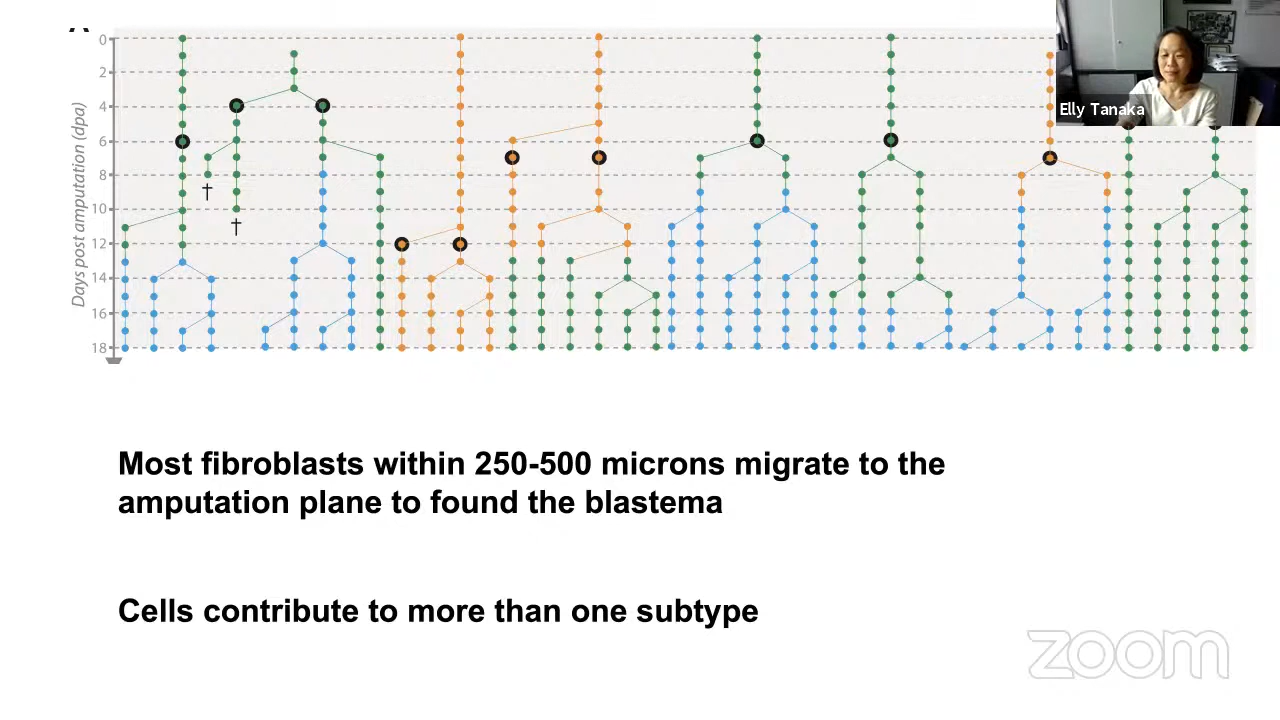 0
2
4
6
8
10
12
14
16
18
Days post amputation (dpa)
†
†
Elly Tanaka
Most fibroblasts within 250-500 microns migrate to the
amputation plane to found the blastema
Cells contribute to more than one subtype
zoom